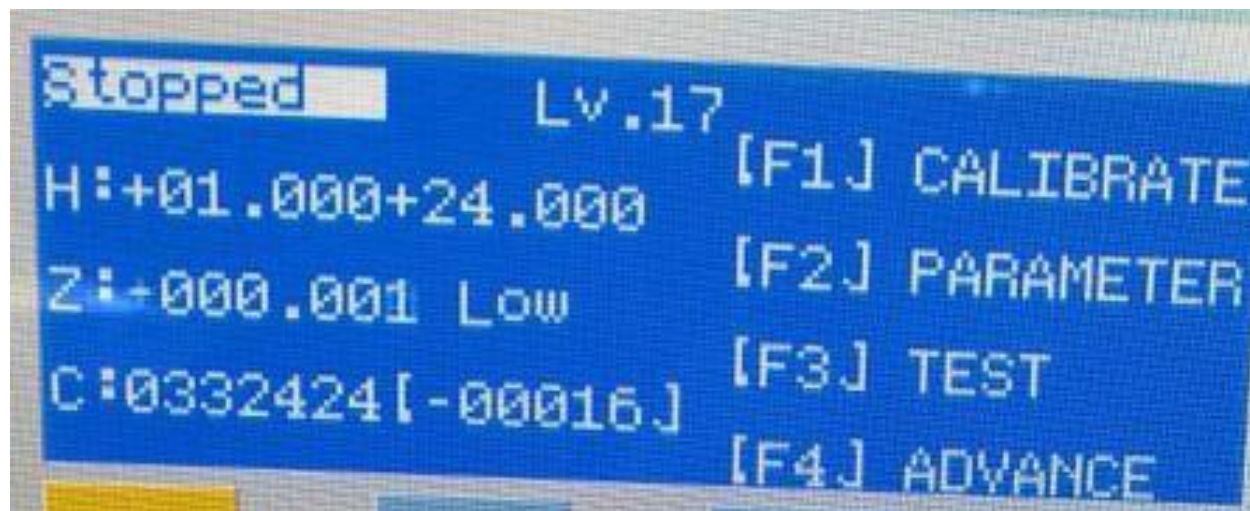 Stopped
Lv.17
H:+01.000+24.000
Z:-000.001 Low
C:0332424[-00016]
[F1] CALIBRATE
[F2] PARAMETER
[F3] TEST
[F4] ADVANCE